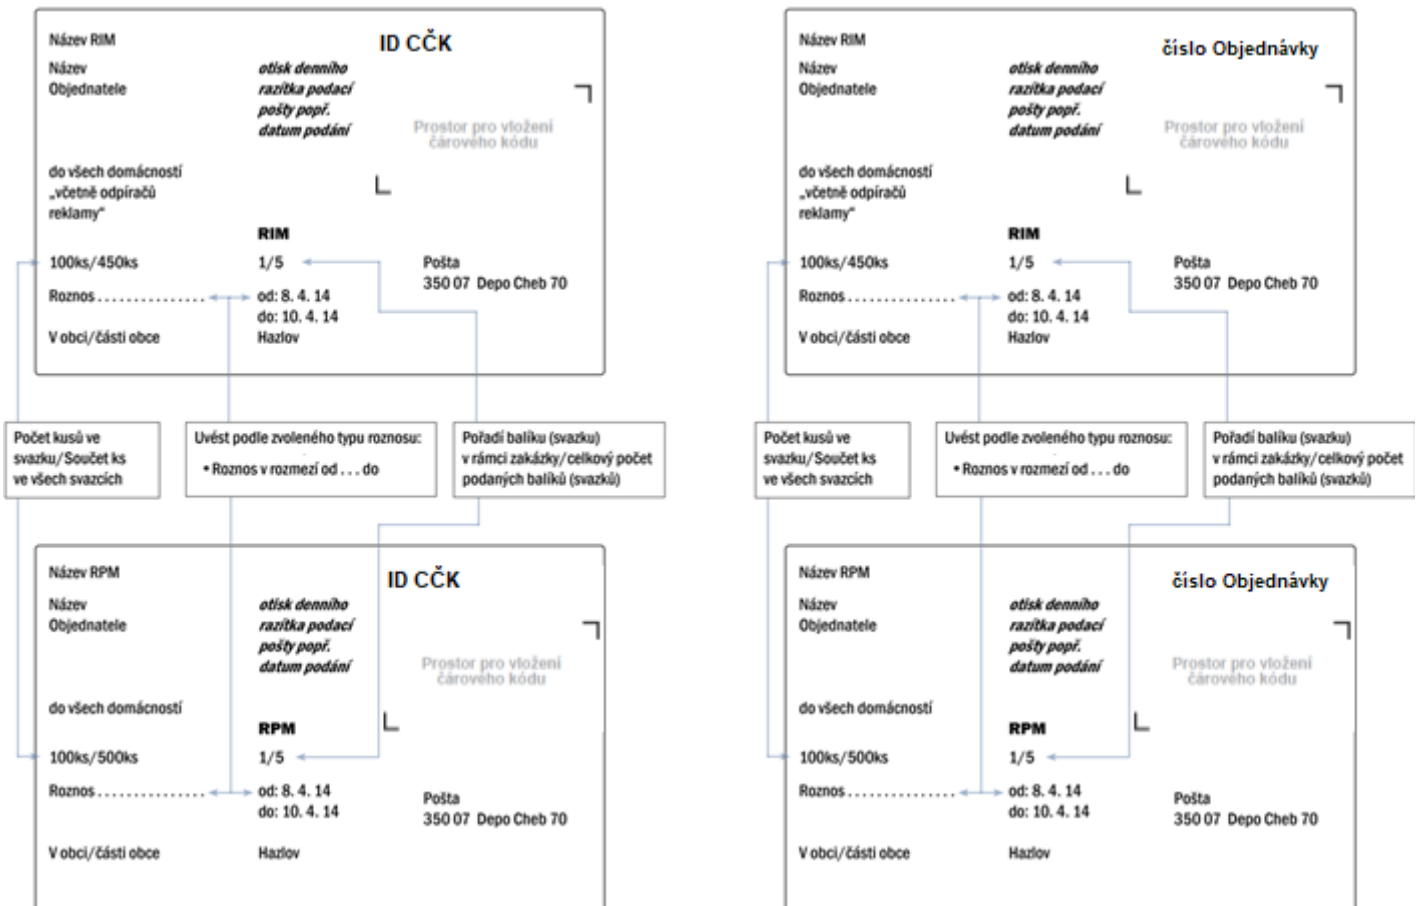 Název RIM
ID CČK
Název
Objednatele
otisk denního
razítka podací
pošty popř.
datum podání
Prostor pro vložení
čárového kódu
do všech domácností
„včetně odpíračů
reklamy“
RIM
100ks/450ks
1/5
Pošta
350 07 Depo Cheb 70
Roznos . . . . . . . . . . . . . . . .
od: 8. 4. 14
do: 10. 4. 14
V obci/části obce
Hazlov
Název RIM
číslo Objednávky
Název
Objednatele
otisk denního
razítka podací
pošty popř.
datum podání
Prostor pro vložení
čárového kódu
do všech domácností
„včetně odpíračů
reklamy“
RIM
100ks/450ks
1/5
Pošta
350 07 Depo Cheb 70
Roznos . . . . . . . . . . . . . . . .
od: 8. 4. 14
do: 10. 4. 14
V obci/části obce
Hazlov
Počet kusů ve
svazku/Součet ks
ve všech svazcích
Uvést podle zvoleného typu roznosu:
• Roznos v rozmezí od . . . do
Pořadí balíku (svazku)
v rámci zakázky/celkový počet
podaných balíků (svazků)
Počet kusů ve
svazku/Součet ks
ve všech svazcích
Uvést podle zvoleného typu roznosu:
• Roznos v rozmezí od . . . do
Pořadí balíku (svazku)
v rámci zakázky/celkový počet
podaných balíků (svazků)
Název RPM
ID CČK
Název
Objednatele
otisk denního
razítka podací
pošty popř.
datum podání
Prostor pro vložení
čárového kódu
do všech domácností
RPM
100ks/500ks
1/5
Roznos . . . . . . . . . . . . . . . .
od: 8. 4. 14
do: 10. 4. 14
Pošta
350 07 Depo Cheb 70
V obci/části obce
Hazlov
Název RPM
číslo Objednávky
Název
Objednatele
otisk denního
razítka podací
pošty popř.
datum podání
Prostor pro vložení
čárového kódu
do všech domácností
RPM
100ks/500ks
1/5
Roznos . . . . . . . . . . . . . . . .
od: 8. 4. 14
do: 10. 4. 14
Pošta
350 07 Depo Cheb 70
V obci/části obce
Hazlov